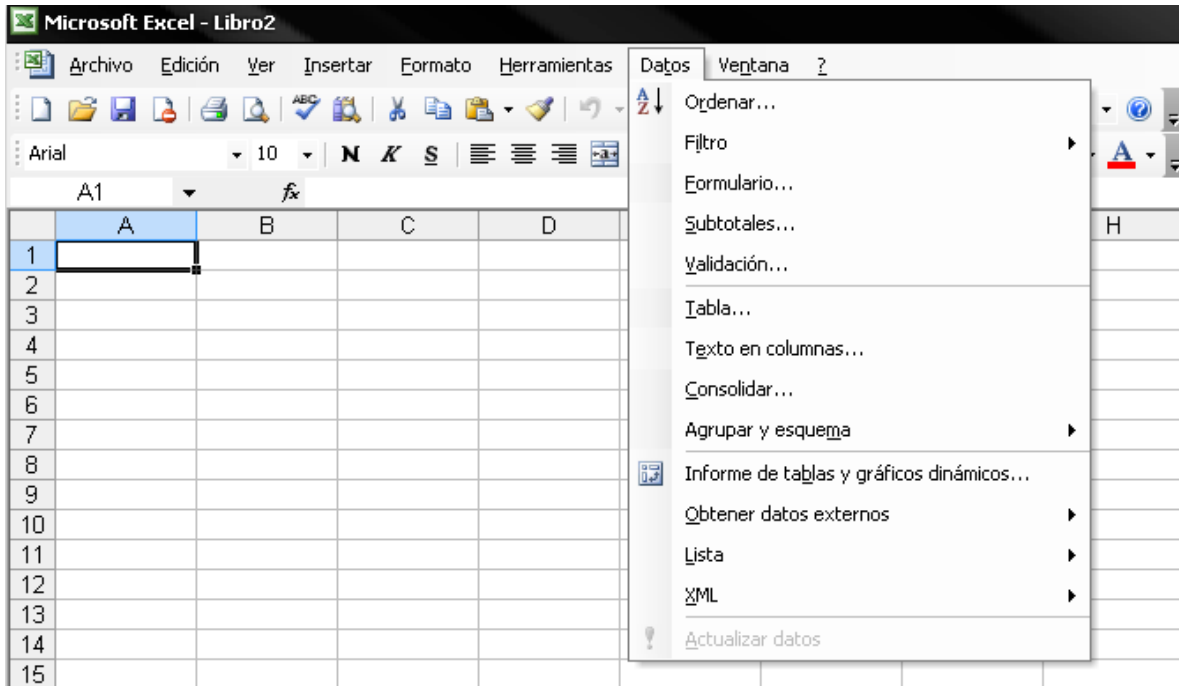 Microsoft Excel - Libro2
Archivo Edición Ver Insertar Formato Herramientas Datos Ventana ?
ABC
Arial 10 N K S A
A1 fx
A B C D H
1
2
3
4
5
6
7
8
9
10
11
12
13
14
15
A Z Ordenar...
Filtro
Formulario...
Subtotales...
Validación...
Tabla...
Texto en columnas...
Consolidar...
Agrupar y esquema
Informe de tablas y gráficos dinámicos...
Obtener datos externos
Lista
XML
Actualizar datos